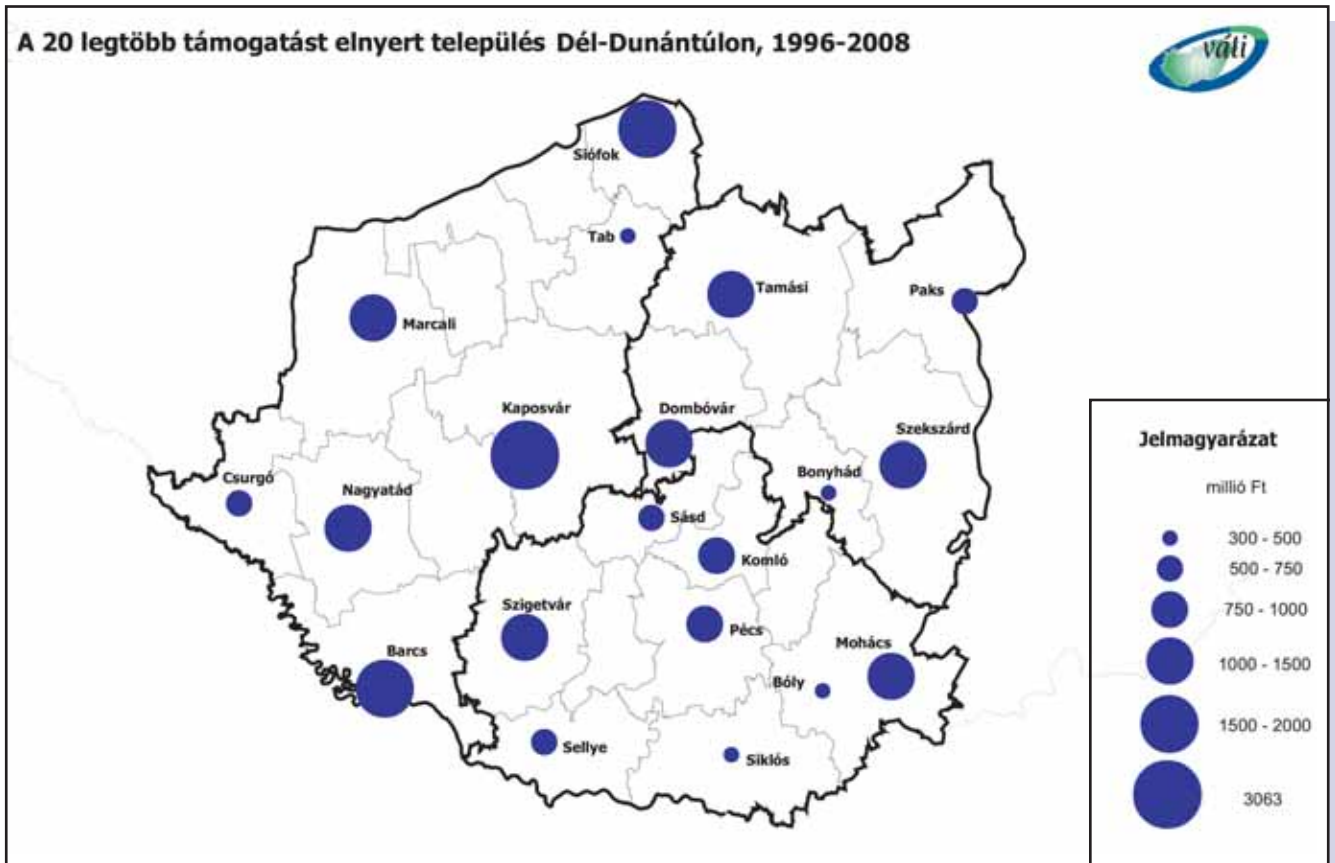 A 20 legtöbb támogatást elnyert település Dél-Dunántúlon, 1996-2008
váti
Siófok
Tab
Tamási
Paks
Marcali
Kaposvár
Dombóvár
Szekszárd
Csurgó
Nagyatád
Bonyhád
Sásd
Komló
Szigetvár
Pécs
Barcs
Mohács
Bóly
Sellye
Siklós
Jelmagyarázat
millió Ft
300 - 500
500 - 750
750 - 1000
1000 - 1500
1500 - 2000
3063